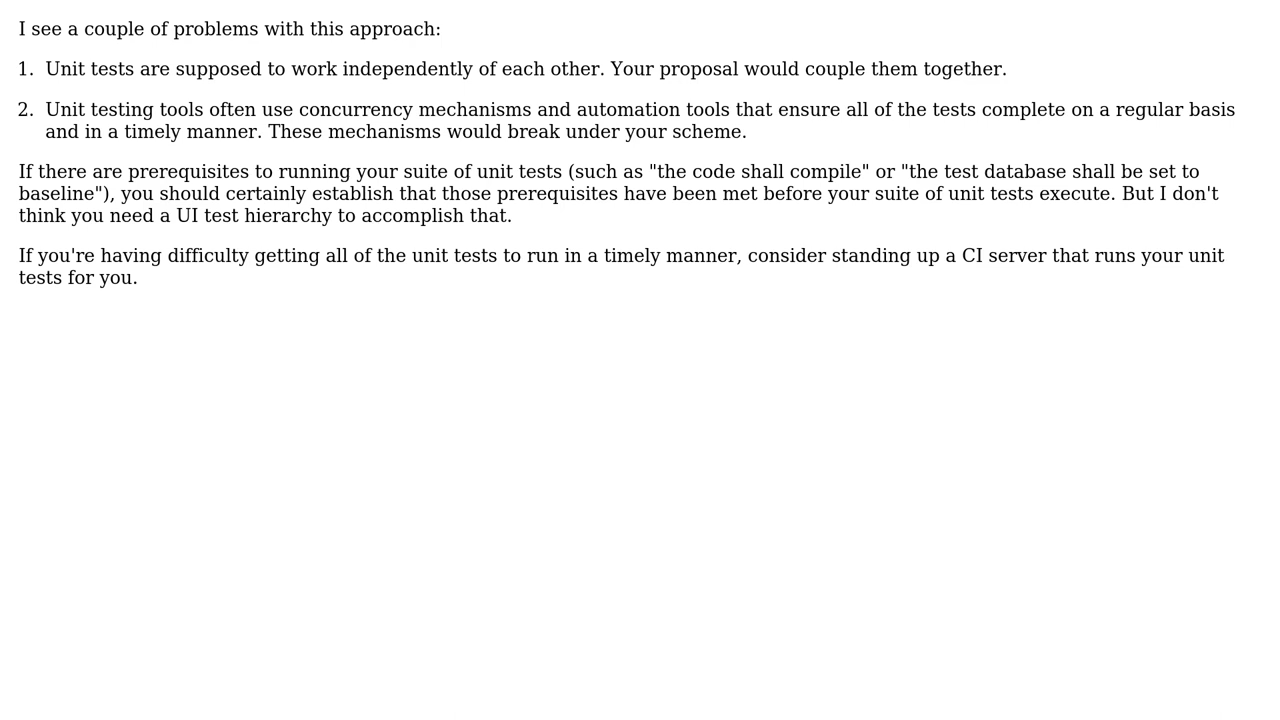 I see a couple of problems with this approach:
1. Unit tests are supposed to work independently of each other. Your proposal would couple them together.
2. Unit testing tools often use concurrency mechanisms and automation tools that ensure all of the tests complete on a regular basis
and in a timely manner. These mechanisms would break under your scheme.
If there are prerequisites to running your suite of unit tests (such as "the code shall compile" or "the test database shall be set to
baseline"), you should certainly establish that those prerequisites have been met before your suite of unit tests execute. But I don't
think you need a UI test hierarchy to accomplish that.
If you're having difficulty getting all of the unit tests to run in a timely manner, consider standing up a CI server that runs your unit
tests for you.